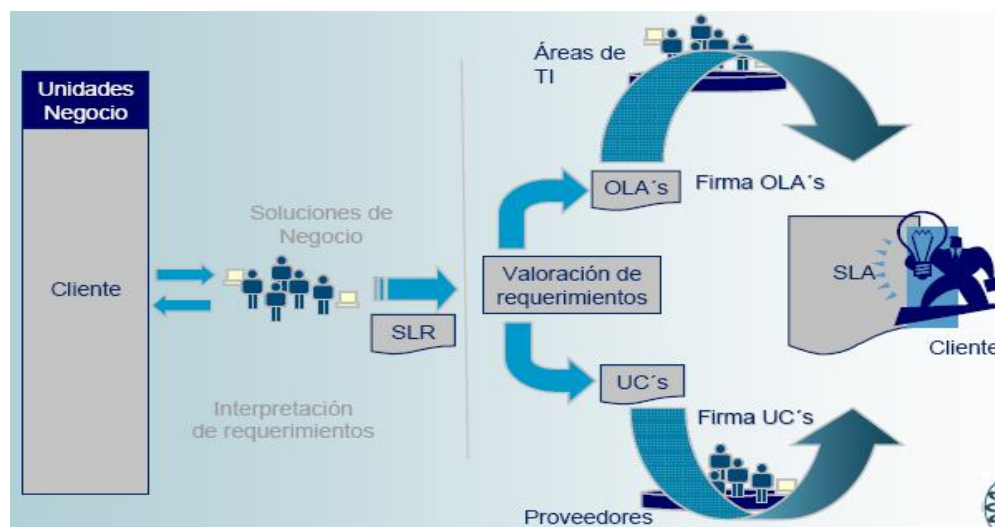 Unidades
Negocio
Cliente
Soluciones de
Negocio
SLR
Interpretación
de requerimientos
Áreas de
TI
OLA´s
Firma OLA's
Valoración de
requerimientos
UC´s
Firma UC's
Proveedores
SLA
Cliente